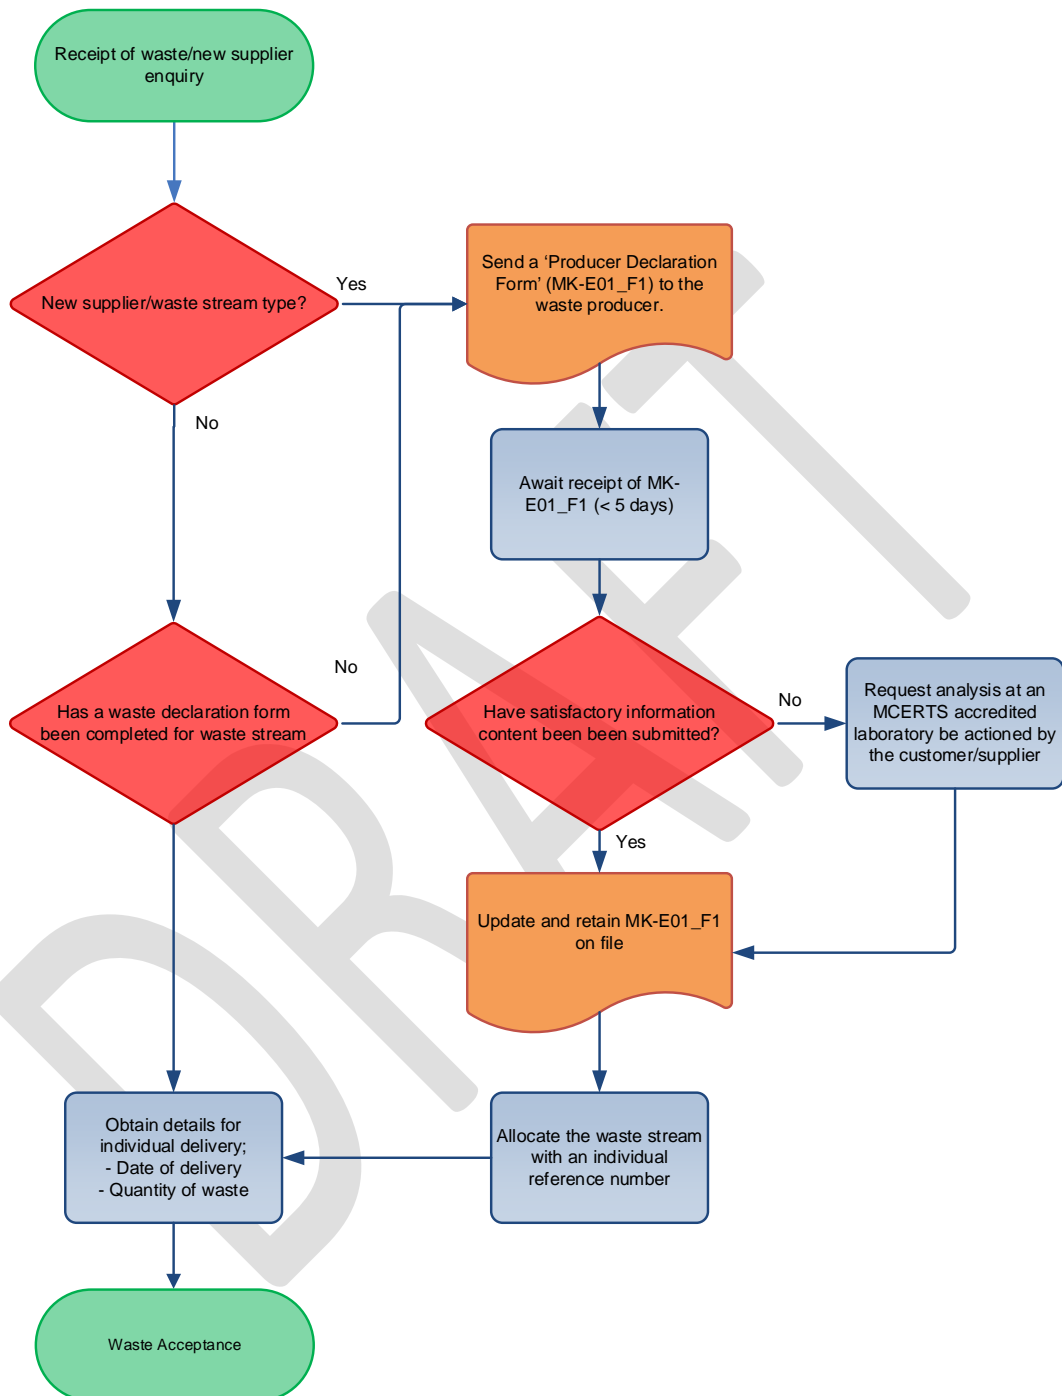 Receipt of waste/new supplier
enquiry
New supplier/waste stream type?
Yes
No
Send a ‘Producer Declaration
Form’ (MK-E01_F1) to the
waste producer.
Await receipt of MK-
E01_F1 (< 5 days)
Has a waste declaration form
been completed for waste stream
No
Have satisfactory information
content been been submitted?
No
Yes
Request analysis at an
MCERTS accredited
laboratory be actioned by
the customer/supplier
Update and retain MK-E01_F1
on file
Allocate the waste stream
with an individual
reference number
Obtain details for
individual delivery;
- Date of delivery
- Quantity of waste
Waste Acceptance
DRAFT